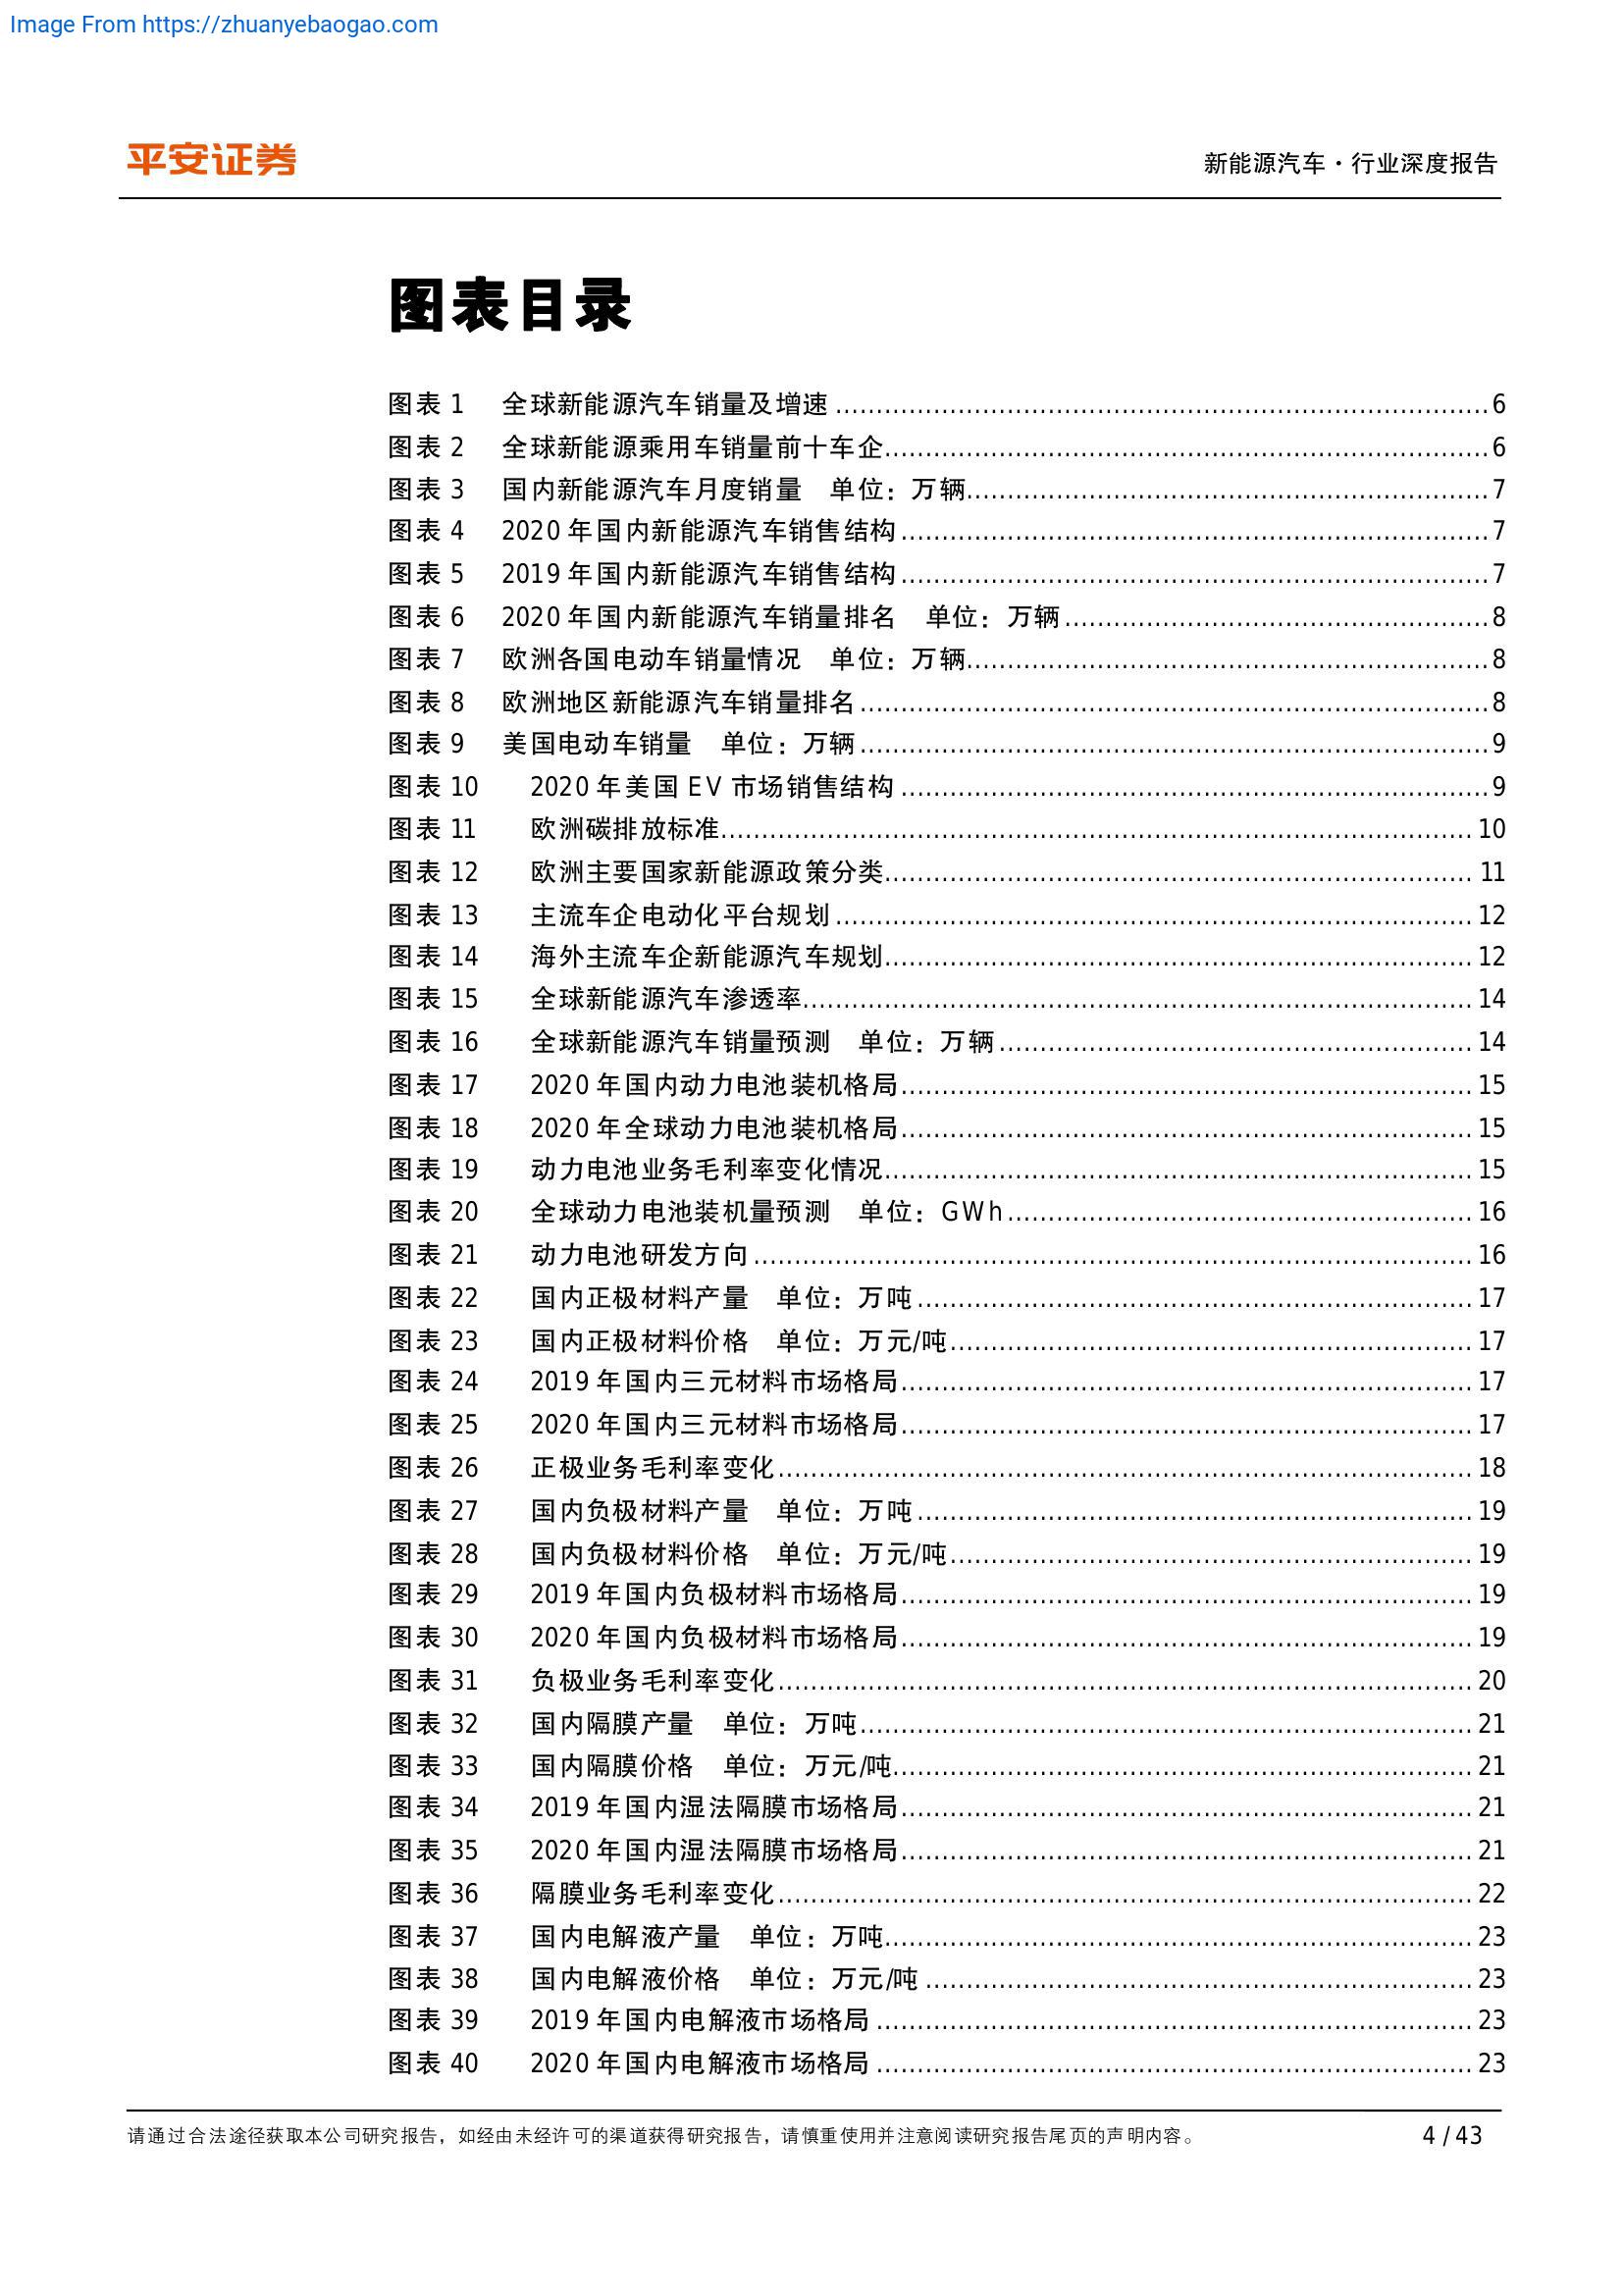 Image From https://zhuanyebaogao.com
平安证券
新能源汽车·行业深度报告
图表目录
图表 1 全球新能源汽车销量及增速 ........ 6
图表 2 全球新能源乘用车销量前十车企 ........ 6
图表 3 国内新能源汽车月度销量 单位：万辆 ........ 7
图表 4 2020 年国内新能源汽车销售结构 ........ 7
图表 5 2019 年国内新能源汽车销售结构 ........ 7
图表 6 2020 年国内新能源汽车销量排名 单位：万辆 ........ 8
图表 7 欧洲各国电动车销量情况 单位：万辆 ........ 8
图表 8 欧洲地区新能源汽车销量排名 ........ 8
图表 9 美国电动车销量 单位：万辆 ........ 9
图表 10 2020 年美国 EV 市场销售结构 ........ 9
图表 11 欧洲碳排放标准 ........ 10
图表 12 欧洲主要国家新能源政策分类 ........ 11
图表 13 主流车企电动化平台规划 ........ 12
图表 14 海外主流车企新能源汽车规划 ........ 12
图表 15 全球新能源汽车渗透率 ........ 14
图表 16 全球新能源汽车销量预测 单位：万辆 ........ 14
图表 17 2020 年国内动力电池装机格局 ........ 15
图表 18 2020 年全球动力电池装机格局 ........ 15
图表 19 动力电池业务毛利率变化情况 ........ 15
图表 20 全球动力电池装机量预测 单位：GWh ........ 16
图表 21 动力电池研发方向 ........ 16
图表 22 国内正极材料产量 单位：万吨 ........ 17
图表 23 国内正极材料价格 单位：万元/吨 ........ 17
图表 24 2019 年国内三元材料市场格局 ........ 17
图表 25 2020 年国内三元材料市场格局 ........ 17
图表 26 正极业务毛利率变化 ........ 18
图表 27 国内负极材料产量 单位：万吨 ........ 19
图表 28 国内负极材料价格 单位：万元/吨 ........ 19
图表 29 2019 年国内负极材料市场格局 ........ 19
图表 30 2020 年国内负极材料市场格局 ........ 19
图表 31 负极业务毛利率变化 ........ 20
图表 32 国内隔膜产量 单位：万吨 ........ 21
图表 33 国内隔膜价格 单位：万元/吨 ........ 21
图表 34 2019 年国内湿法隔膜市场格局 ........ 21
图表 35 2020 年国内湿法隔膜市场格局 ........ 21
图表 36 隔膜业务毛利率变化 ........ 22
图表 37 国内电解液产量 单位：万吨 ........ 23
图表 38 国内电解液价格 单位：万元/吨 ........ 23
图表 39 2019 年国内电解液市场格局 ........ 23
图表 40 2020 年国内电解液市场格局 ........ 23
请通过合法途径获取本公司研究报告，如经由未经许可的渠道获得研究报告，请慎重使用并注意阅读研究报告尾页的声明内容。 4 / 43